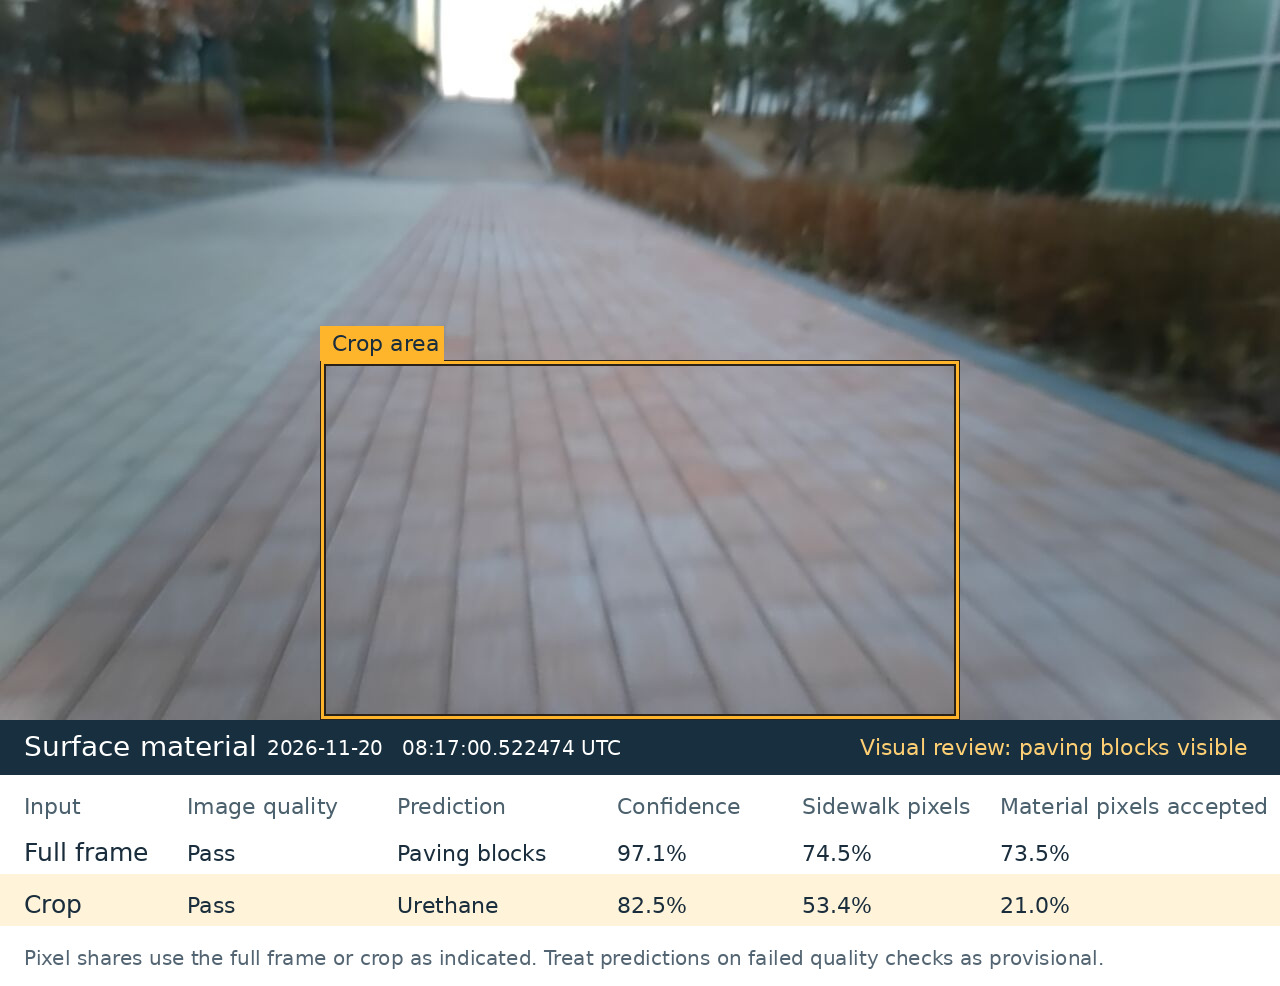 Crop area
Surface material 2026-11-20 08:17:00.522474 UTC Visual review: paving blocks visible
Input Image quality Prediction Confidence Sidewalk pixels Material pixels accepted
Full frame Pass Paving blocks 97.1% 74.5% 73.5%
Crop Pass Urethane 82.5% 53.4% 21.0%
Pixel shares use the full frame or crop as indicated. Treat predictions on failed quality checks as provisional.